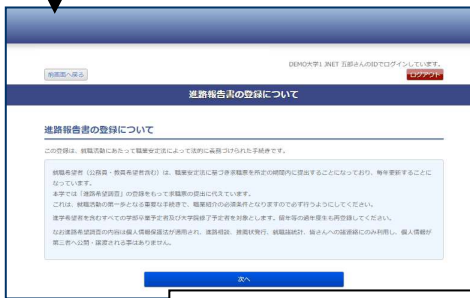 DEMO大学1 JNET 五郎さんのIDでログインしています。
前画面へ戻る
ログアウト
進路報告書の登録について
進路報告書の登録について
この登録は、就職活動にあたって職業安定法によって法的に義務づけられた手続きです。
就職希望者（公務員・教員希望者含む）は、職業安定法に基づき求職票を所定の期間内に提出することになっており、毎年更新することに
なっています。
本学では「進路希望調査」の登録をもって求職票の提出に代えています。
これは、就職活動の第一歩となる重要な手続きで、職業紹介の必須条件となりますので必ず行うようにしてください。
進学希望者を含むすべての学部卒業予定者及び大学院修了予定者を対象とします。留年等の過年度生も再登録してください。
なお進路希望調査の内容は個人情報保護法が適用され、進路相談、推薦状発行、就職統計、皆さんへの諸連絡にのみ利用し、個人情報が
第三者へ公開・譲渡される事はありません。
次へ